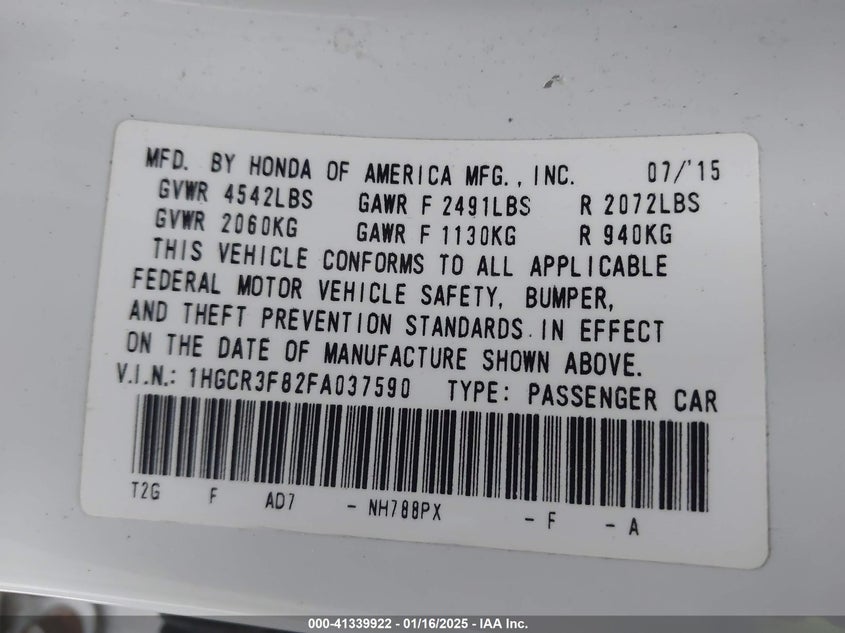 MFD. BY HONDA OF AMERICA MFG., INC. 07/'15
GVWR 4542LBS GAWR F 2491LBS R 2072LBS
GVWR 2060KG GAWR F 1130KG R 940KG
THIS VEHICLE CONFORMS TO ALL APPLICABLE
FEDERAL MOTOR VEHICLE SAFETY, BUMPER,
AND THEFT PREVENTION STANDARDS IN EFFECT
ON THE DATE OF MANUFACTURE SHOWN ABOVE.
V.I.N.: 1HGCR3F82FA037590 TYPE: PASSENGER CAR
T2G F AD7 - NH788PX - F - A
000-41339922 - 01/16/2025 - IAA Inc.